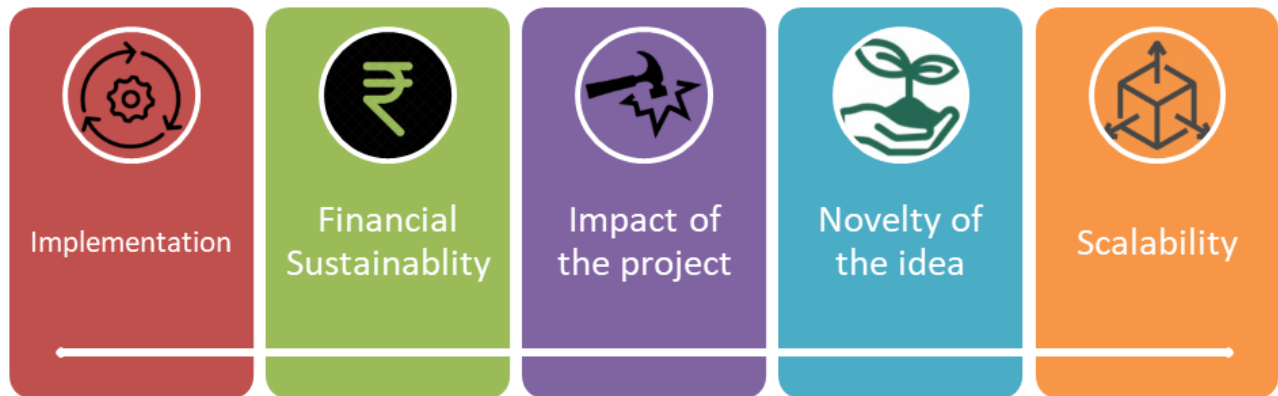 Implementation
Financial
Sustainablity
Impact of
the project
Novelty of
the idea
Scalability